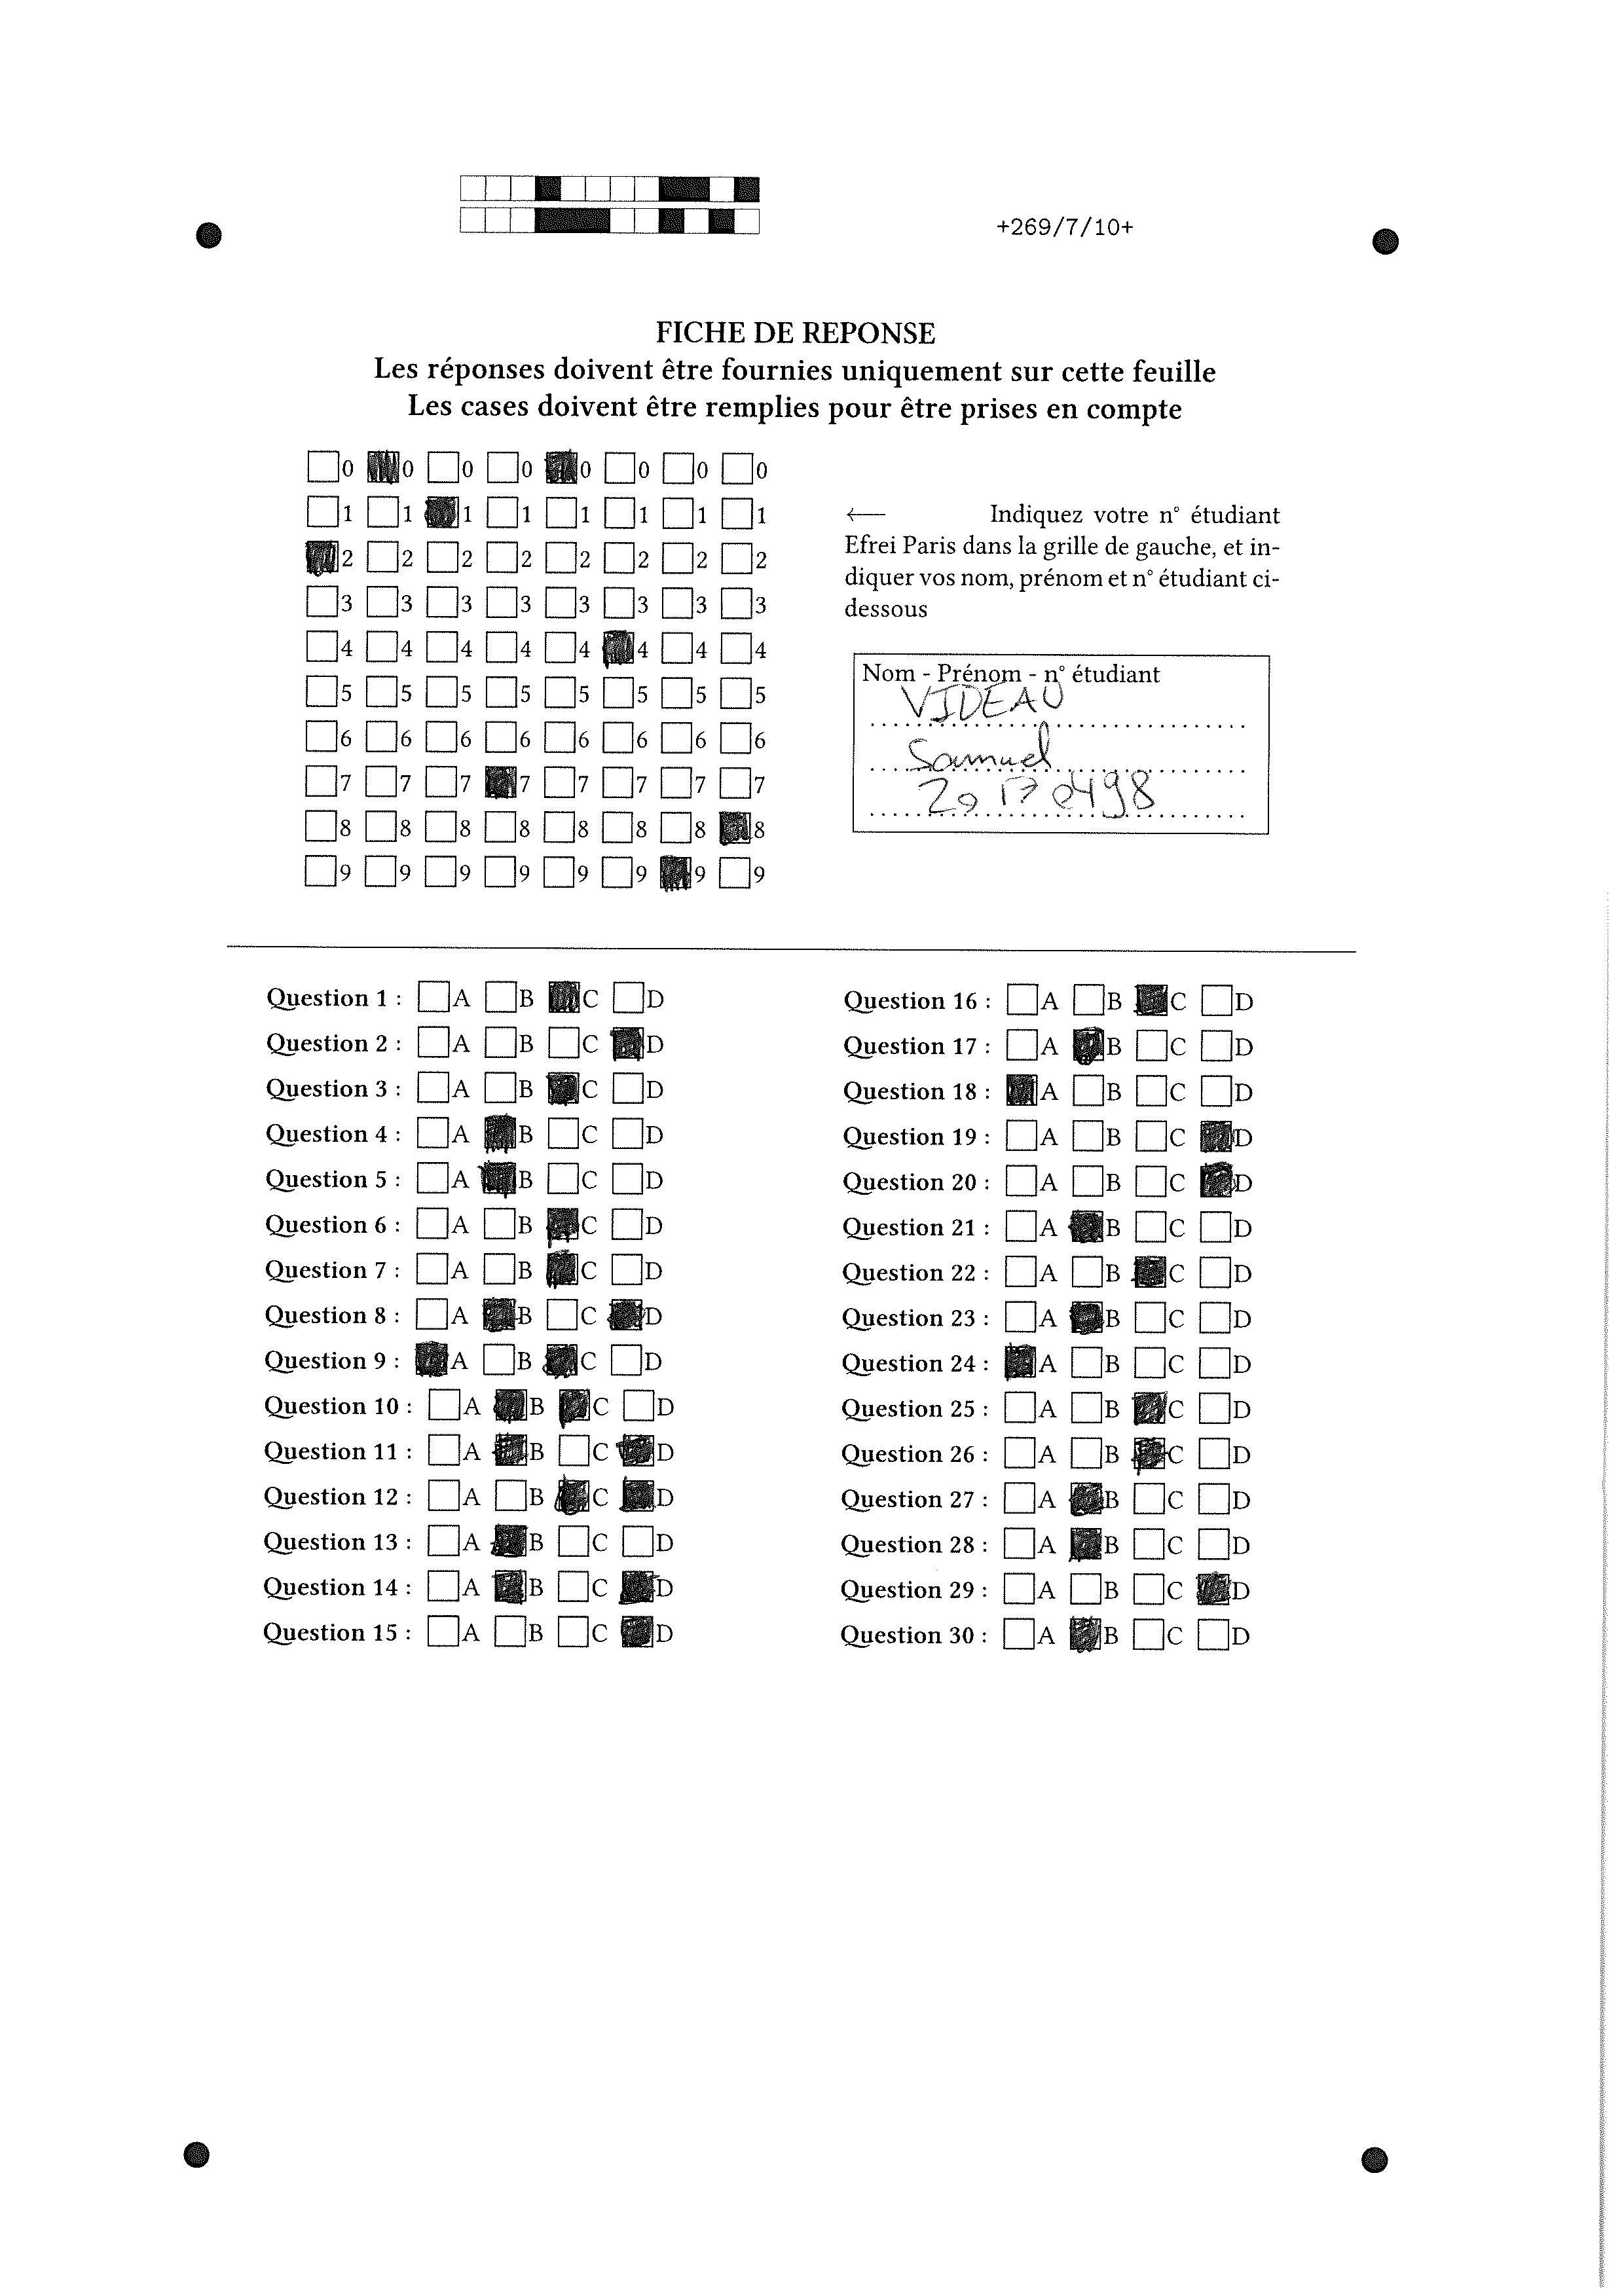 +269/7/10+
FICHE DE REPONSE
Les réponses doivent être fournies uniquement sur cette feuille
Les cases doivent être remplies pour être prises en compte
0 0 0 0 0 0 0 0
1 1 1 1 1 1 1 1
2 2 2 2 2 2 2 2
3 3 3 3 3 3 3 3
4 4 4 4 4 4 4 4
5 5 5 5 5 5 5 5
6 6 6 6 6 6 6 6
7 7 7 7 7 7 7 7
8 8 8 8 8 8 8 8
9 9 9 9 9 9 9 9
← Indiquez votre n° étudiant
Efrei Paris dans la grille de gauche, et in-
diquer vos nom, prénom et n° étudiant ci-
dessous
Nom - Prénom - n° étudiant
VIDEAU
Samuel
20170498
Question 1 : A B C D
Question 2 : A B C D
Question 3 : A B C D
Question 4 : A B C D
Question 5 : A B C D
Question 6 : A B C D
Question 7 : A B C D
Question 8 : A B C D
Question 9 : A B C D
Question 10 : A B C D
Question 11 : A B C D
Question 12 : A B C D
Question 13 : A B C D
Question 14 : A B C D
Question 15 : A B C D
Question 16 : A B C D
Question 17 : A B C D
Question 18 : A B C D
Question 19 : A B C D
Question 20 : A B C D
Question 21 : A B C D
Question 22 : A B C D
Question 23 : A B C D
Question 24 : A B C D
Question 25 : A B C D
Question 26 : A B C D
Question 27 : A B C D
Question 28 : A B C D
Question 29 : A B C D
Question 30 : A B C D